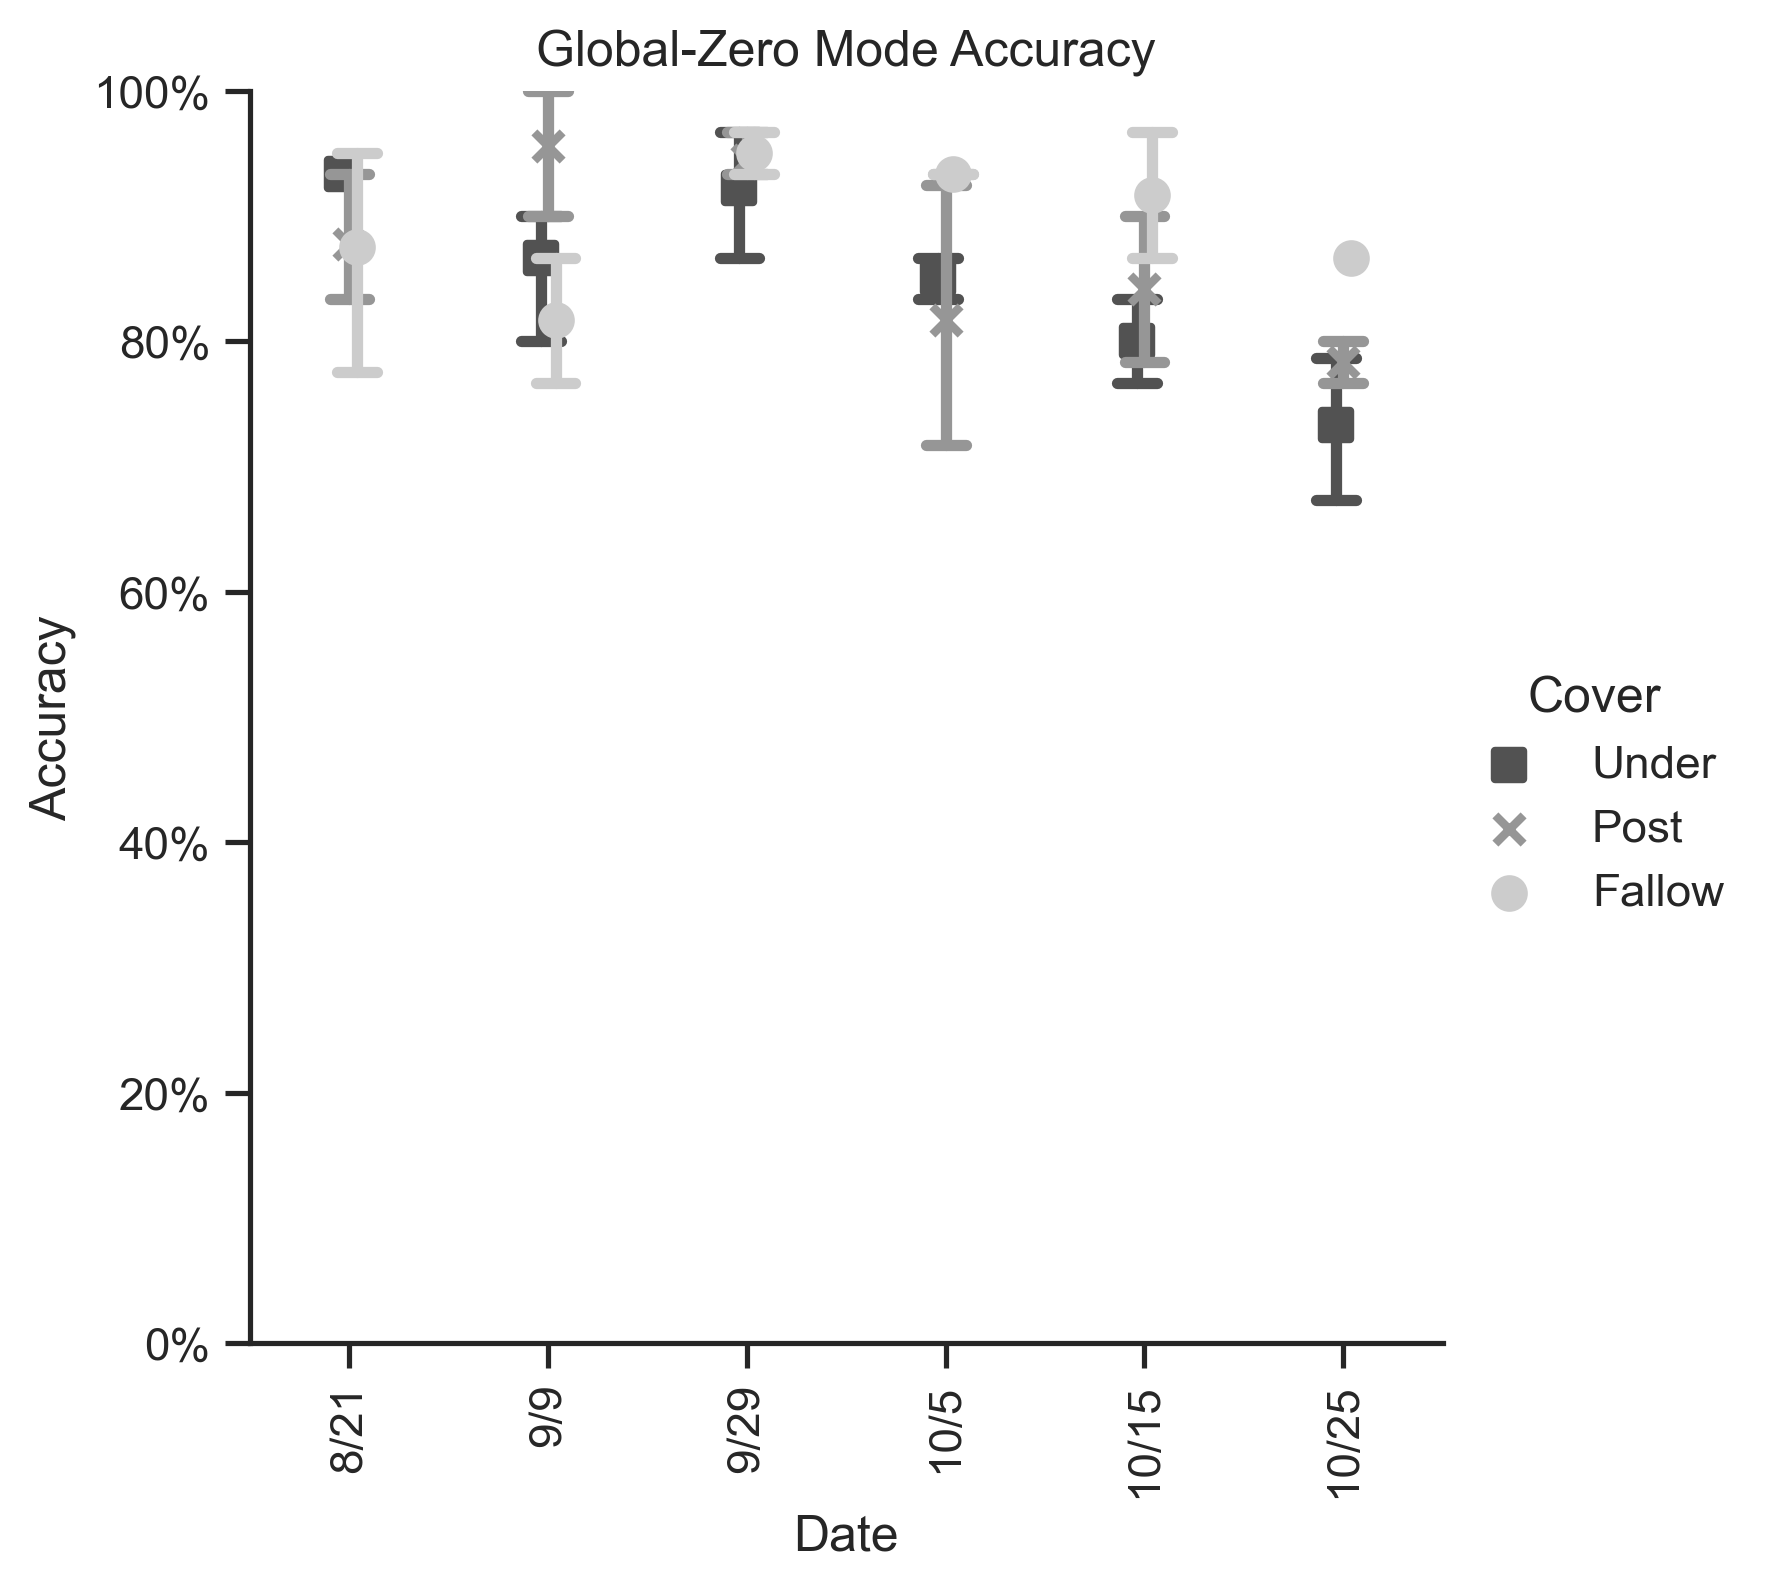 Global-Zero Mode Accuracy
100%
80%
60%
40%
20%
0%
Accuracy
8/21
9/9
9/29
10/5
10/15
10/25
Date
Cover
Under
Post
Fallow